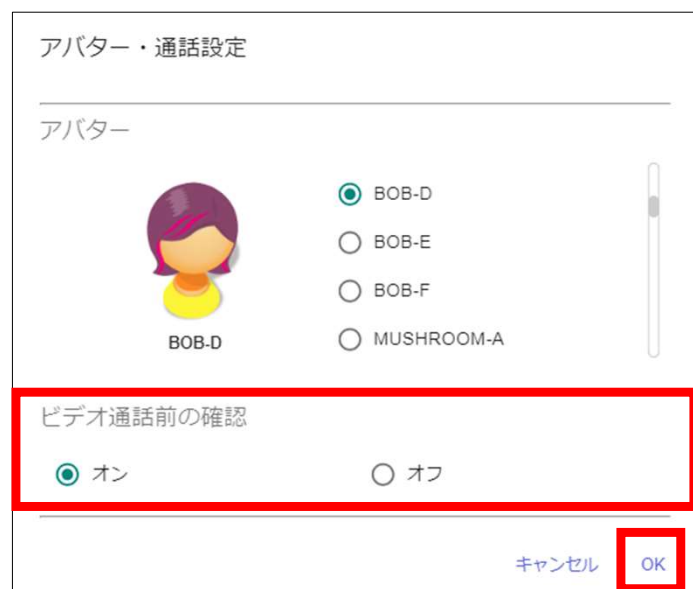 アバター・通話設定
アバター
BOB-D
BOB-E
BOB-F
BOB-D
MUSHROOM-A
ビデオ通話前の確認
オン
オフ
キャンセル
OK